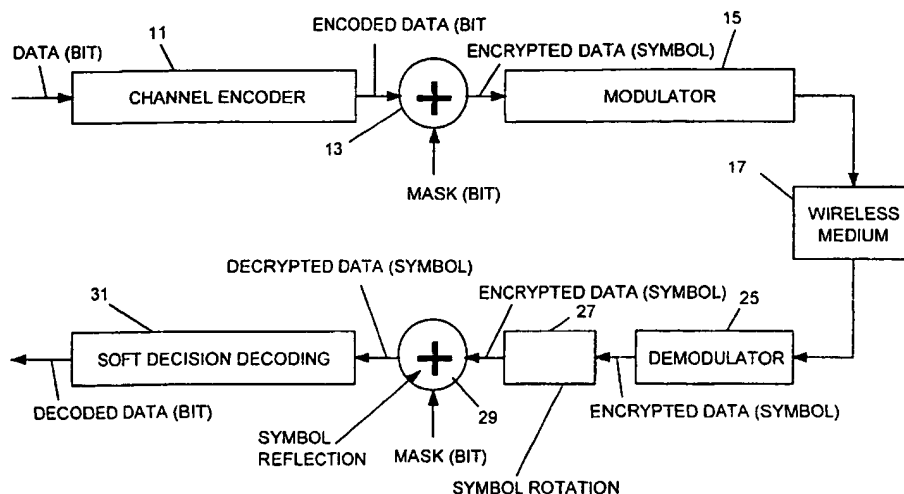 11
ENCODED DATA (BIT
15
DATA (BIT)
ENCRYPTED DATA (SYMBOL)
CHANNEL ENCODER
MODULATOR
13
17
MASK (BIT)
WIRELESS
MEDIUM
DECRYPTED DATA (SYMBOL)
ENCRYPTED DATA (SYMBOL)
31
27
25
SOFT DECISION DECODING
DEMODULATOR
29
DECODED DATA (BIT)
ENCRYPTED DATA (SYMBOL)
SYMBOL
REFLECTION
MASK (BIT)
SYMBOL ROTATION